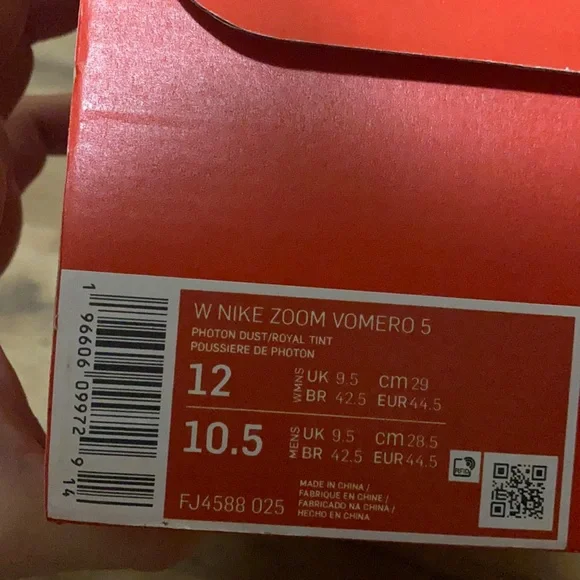 W NIKE ZOOM VOMERO 5
PHOTON DUST/ROYAL TINT
POUSSIERE DE PHOTON
12 WMNS UK 9.5 CM 29
BR 42.5 EUR 44.5
10.5 MENS UK 9.5 CM 28.5
BR 42.5 EUR 44.5
FJ4588 025
MADE IN CHINA /
FABRIQUE EN CHINE /
FABRICADO NA CHINA /
HECHO EN CHINA
RFID
1 96606 09972 9 14